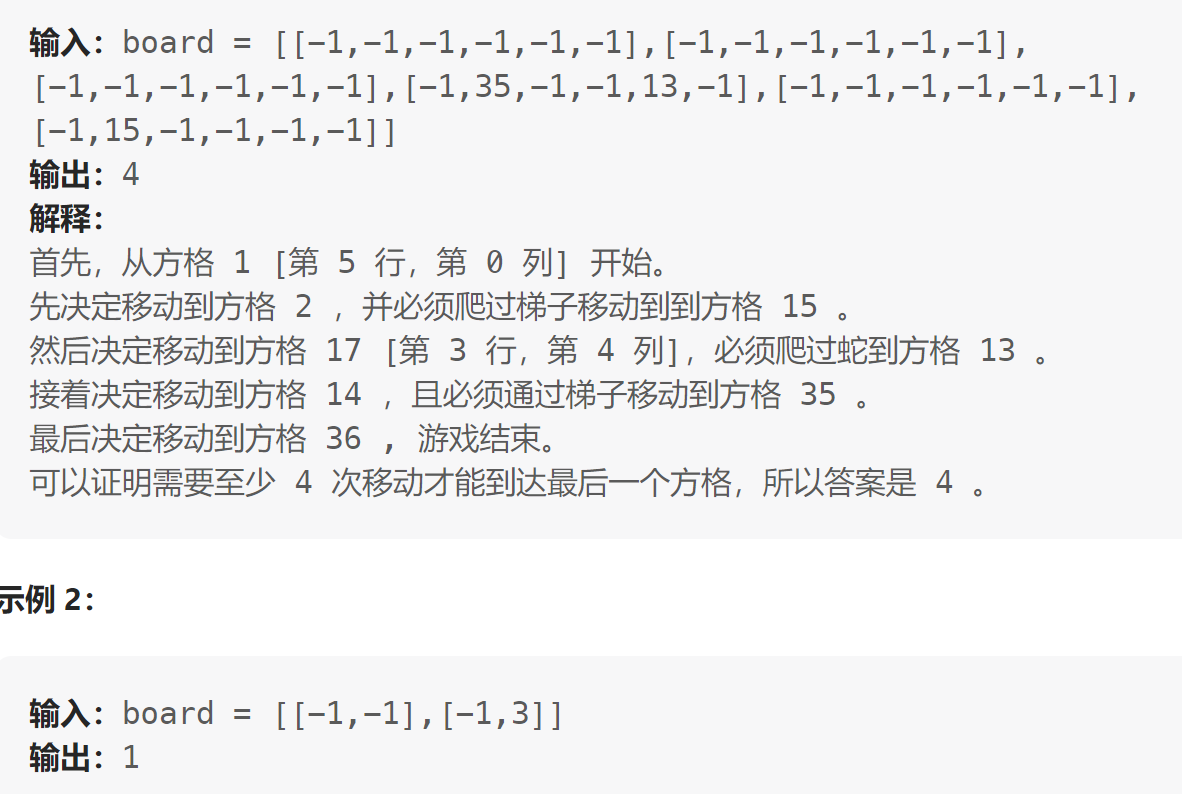 输入：board = [[-1,-1,-1,-1,-1,-1],[-1,-1,-1,-1,-1,-1],
[-1,-1,-1,-1,-1,-1],[-1,35,-1,-1,13,-1],[-1,-1,-1,-1,-1,-1],
[-1,15,-1,-1,-1,-1]]
输出：4
解释：
首先，从方格 1 [第 5 行，第 0 列] 开始。
先决定移动到方格 2 ，并必须爬过梯子移动到到方格 15 。
然后决定移动到方格 17 [第 3 行，第 4 列]，必须爬过蛇到方格 13 。
接着决定移动到方格 14 ，且必须通过梯子移动到方格 35 。
最后决定移动到方格 36 , 游戏结束。
可以证明需要至少 4 次移动才能到达最后一个方格，所以答案是 4 。
示例 2：
输入：board = [[-1,-1],[-1,3]]
输出：1